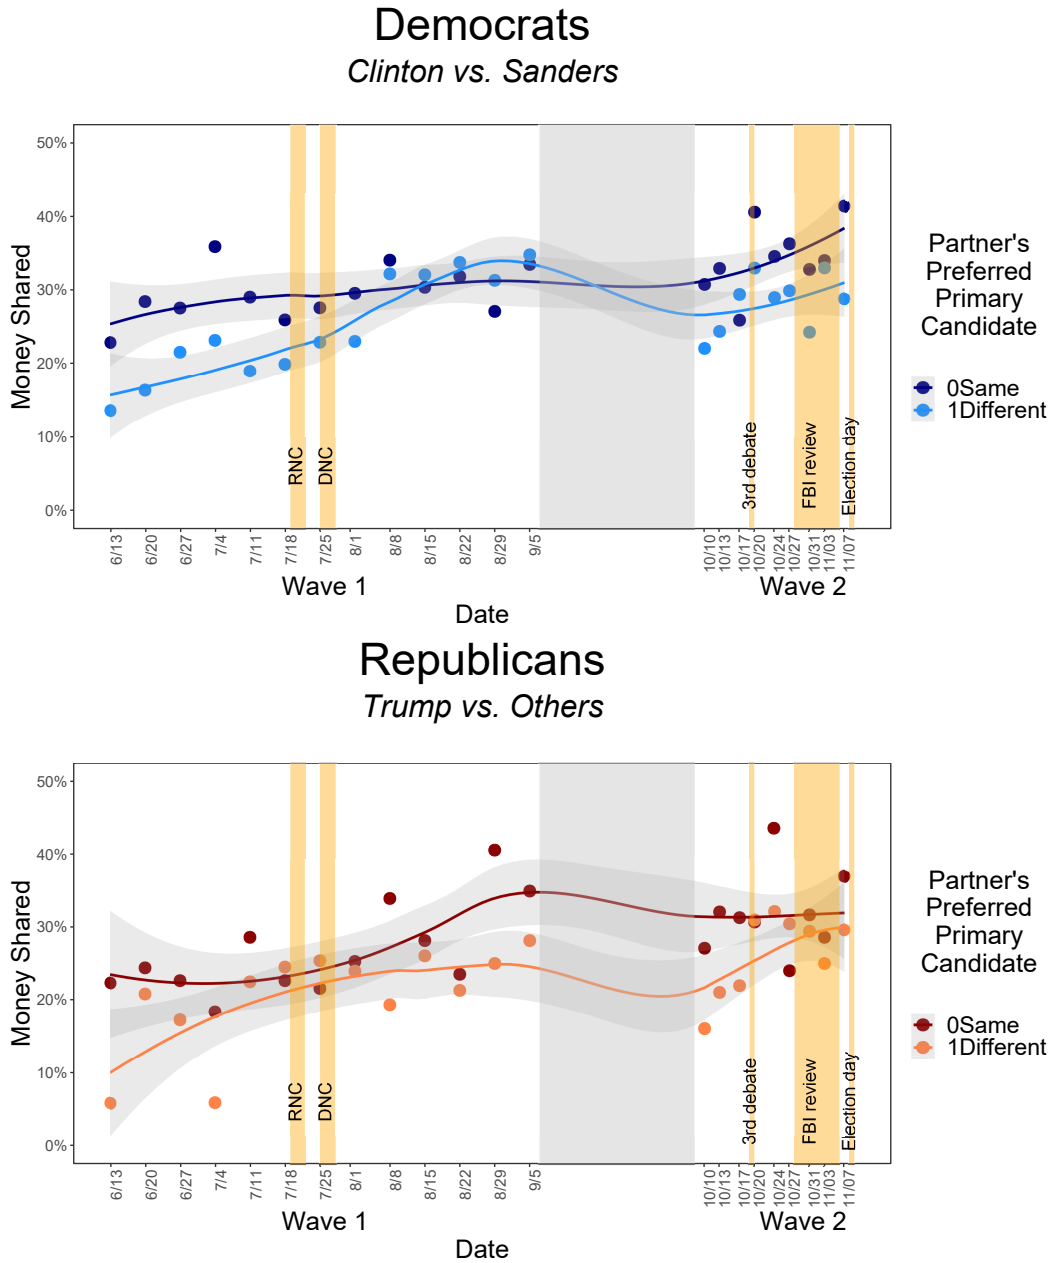 Democrats
Clinton vs. Sanders
50%
40%
30%
20%
10%
0%
Money Shared
RNC
DNC
3rd debate
FBI review
Election day
6/13
6/20
6/27
7/4
7/11
7/18
7/25
8/1
8/8
8/15
8/22
8/29
9/5
10/10
10/13
10/17
10/20
10/24
10/27
10/31
11/03
11/07
Wave 1
Wave 2
Date
Partner's
Preferred
Primary
Candidate
0Same
1Different
Republicans
Trump vs. Others
50%
40%
30%
20%
10%
0%
Money Shared
RNC
DNC
3rd debate
FBI review
Election day
6/13
6/20
6/27
7/4
7/11
7/18
7/25
8/1
8/8
8/15
8/22
8/29
9/5
10/10
10/13
10/17
10/20
10/24
10/27
10/31
11/03
11/07
Wave 1
Wave 2
Date
Partner's
Preferred
Primary
Candidate
0Same
1Different